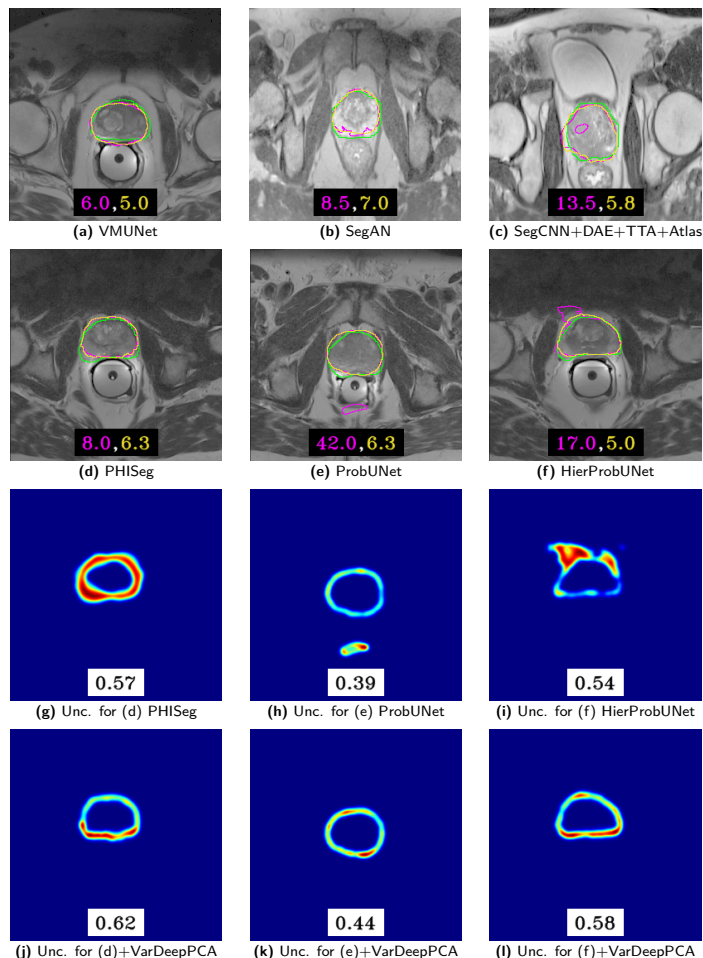 6.0,5.0
8.5,7.0
13.5,5.8
(a) VMUNet
(b) SegAN
(c) SegCNN+DAE+TTA+Atlas
8.0,6.3
42.0,6.3
17.0,5.0
(d) PHISeg
(e) ProbUNet
(f) HierProbUNet
0.57
0.39
0.54
(g) Unc. for (d) PHISeg
(h) Unc. for (e) ProbUNet
(i) Unc. for (f) HierProbUNet
0.62
0.44
0.58
(j) Unc. for (d)+VarDeepPCA
(k) Unc. for (e)+VarDeepPCA
(l) Unc. for (f)+VarDeepPCA